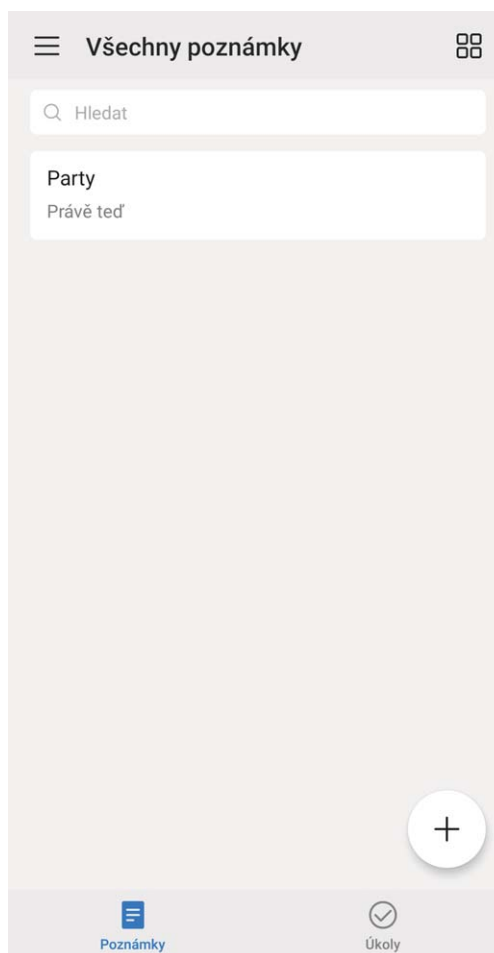 Všechny poznámky
Hledat
Party
Právě teď
Poznámky
Úkoly